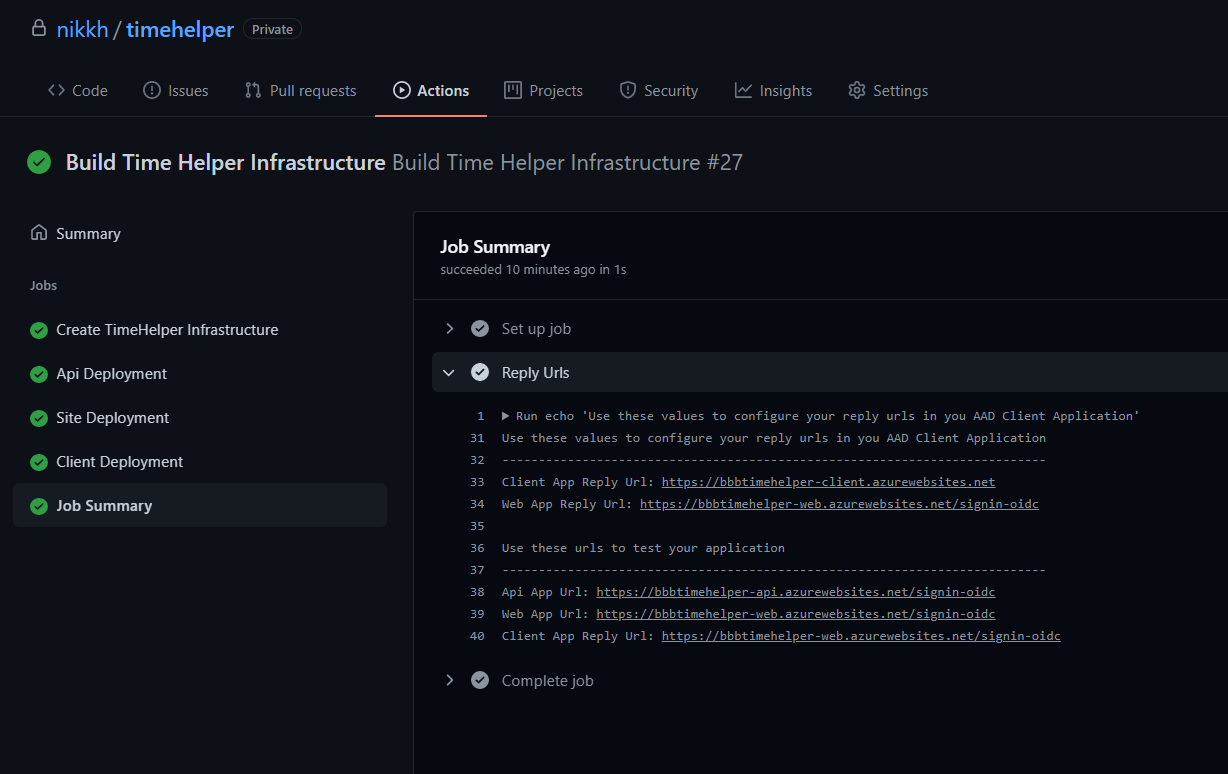 nikkh / timehelper Private
Code Issues Pull requests Actions Projects Security Insights Settings
Build Time Helper Infrastructure Build Time Helper Infrastructure #27
Summary
Jobs
Create TimeHelper Infrastructure
Api Deployment
Site Deployment
Client Deployment
Job Summary
Job Summary
succeeded 10 minutes ago in 1s
Set up job
Reply Urls
1 Run echo 'Use these values to configure your reply urls in you AAD Client Application'
31 Use these values to configure your reply urls in you AAD Client Application
32 ---------------------------------------------------------------------------
33 Client App Reply Url: https://bbbtimehelper-client.azurewebsites.net
34 Web App Reply Url: https://bbbtimehelper-web.azurewebsites.net/signin-oidc
35
36 Use these urls to test your application
37 ---------------------------------------------------------------------------
38 Api App Url: https://bbbtimehelper-api.azurewebsites.net/signin-oidc
39 Web App Url: https://bbbtimehelper-web.azurewebsites.net/signin-oidc
40 Client App Reply Url: https://bbbtimehelper-web.azurewebsites.net/signin-oidc
Complete job